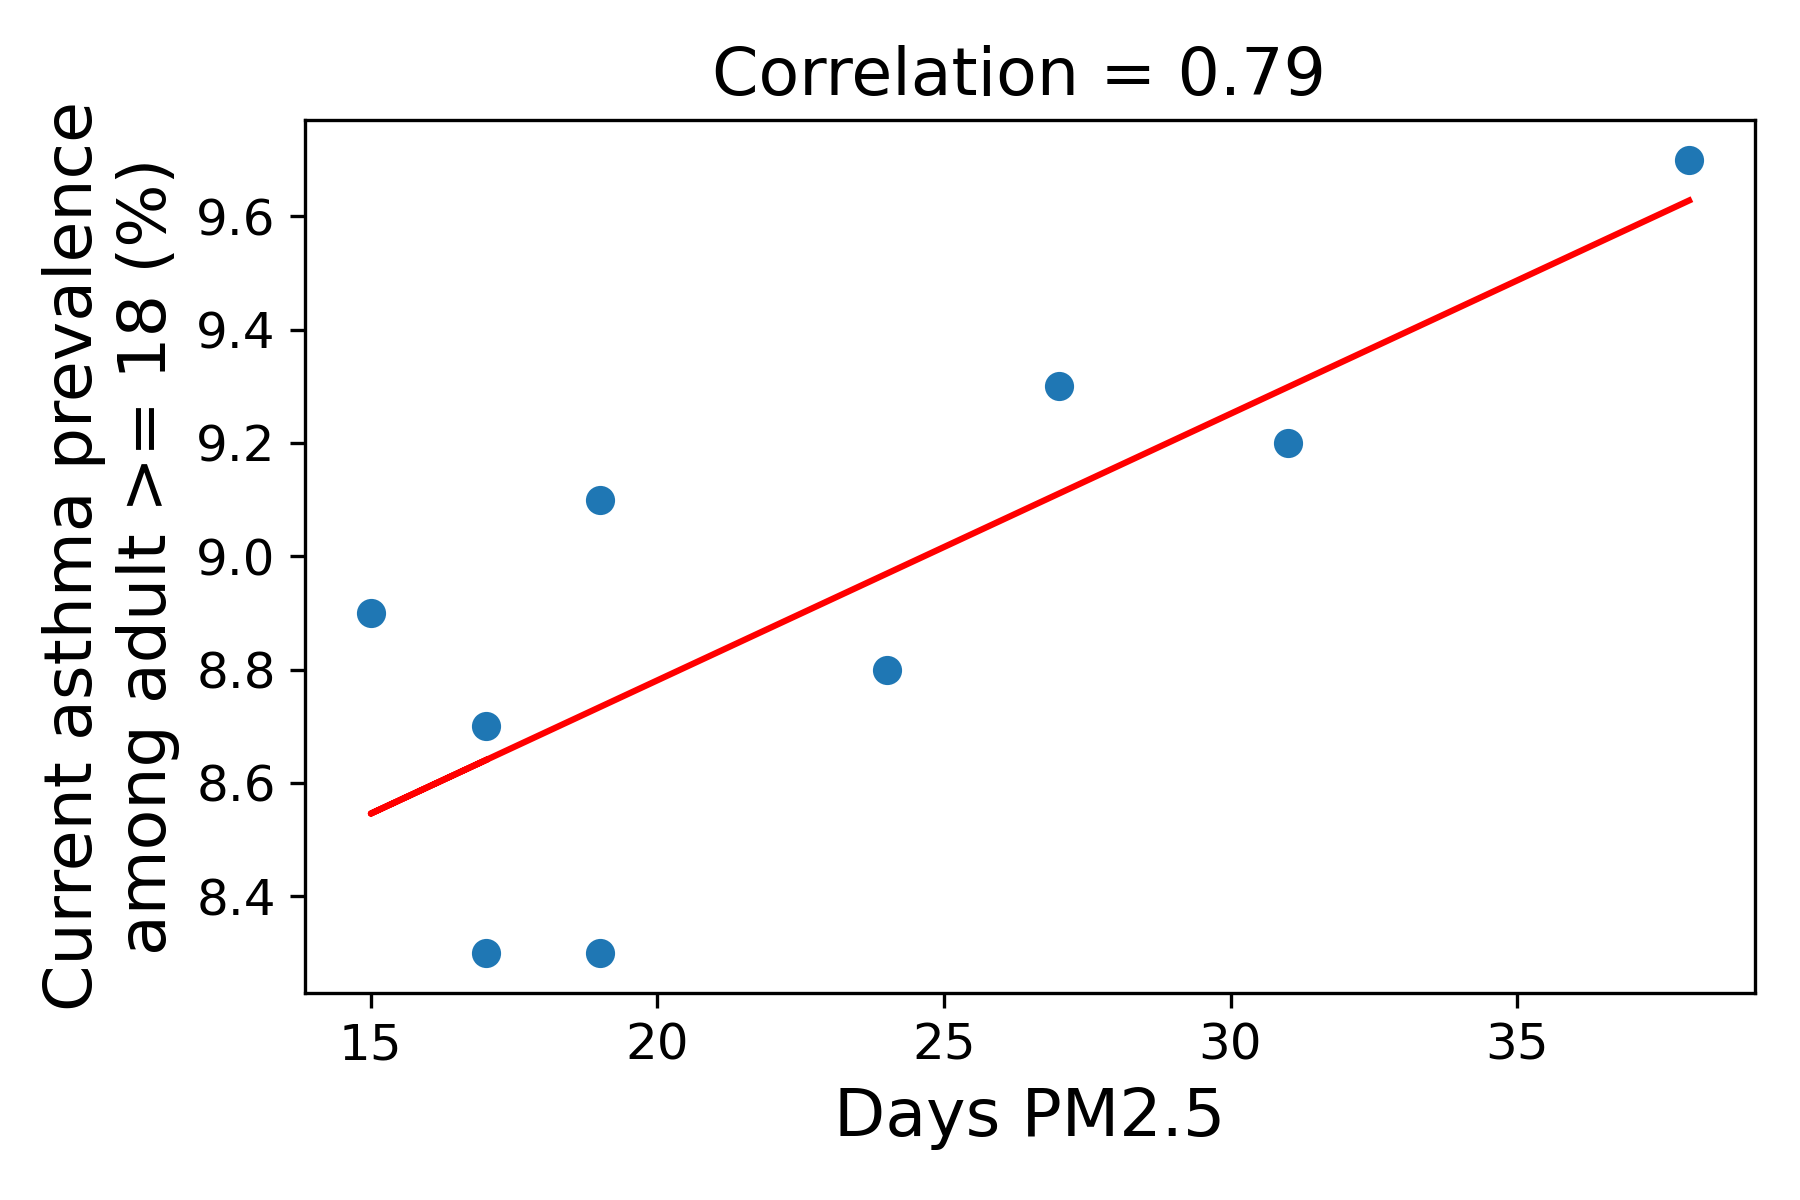 Correlation = 0.79
Current asthma prevalence
among adult >= 18 (%)
9.6
9.4
9.2
9.0
8.8
8.6
8.4
15 20 25 30 35
Days PM2.5